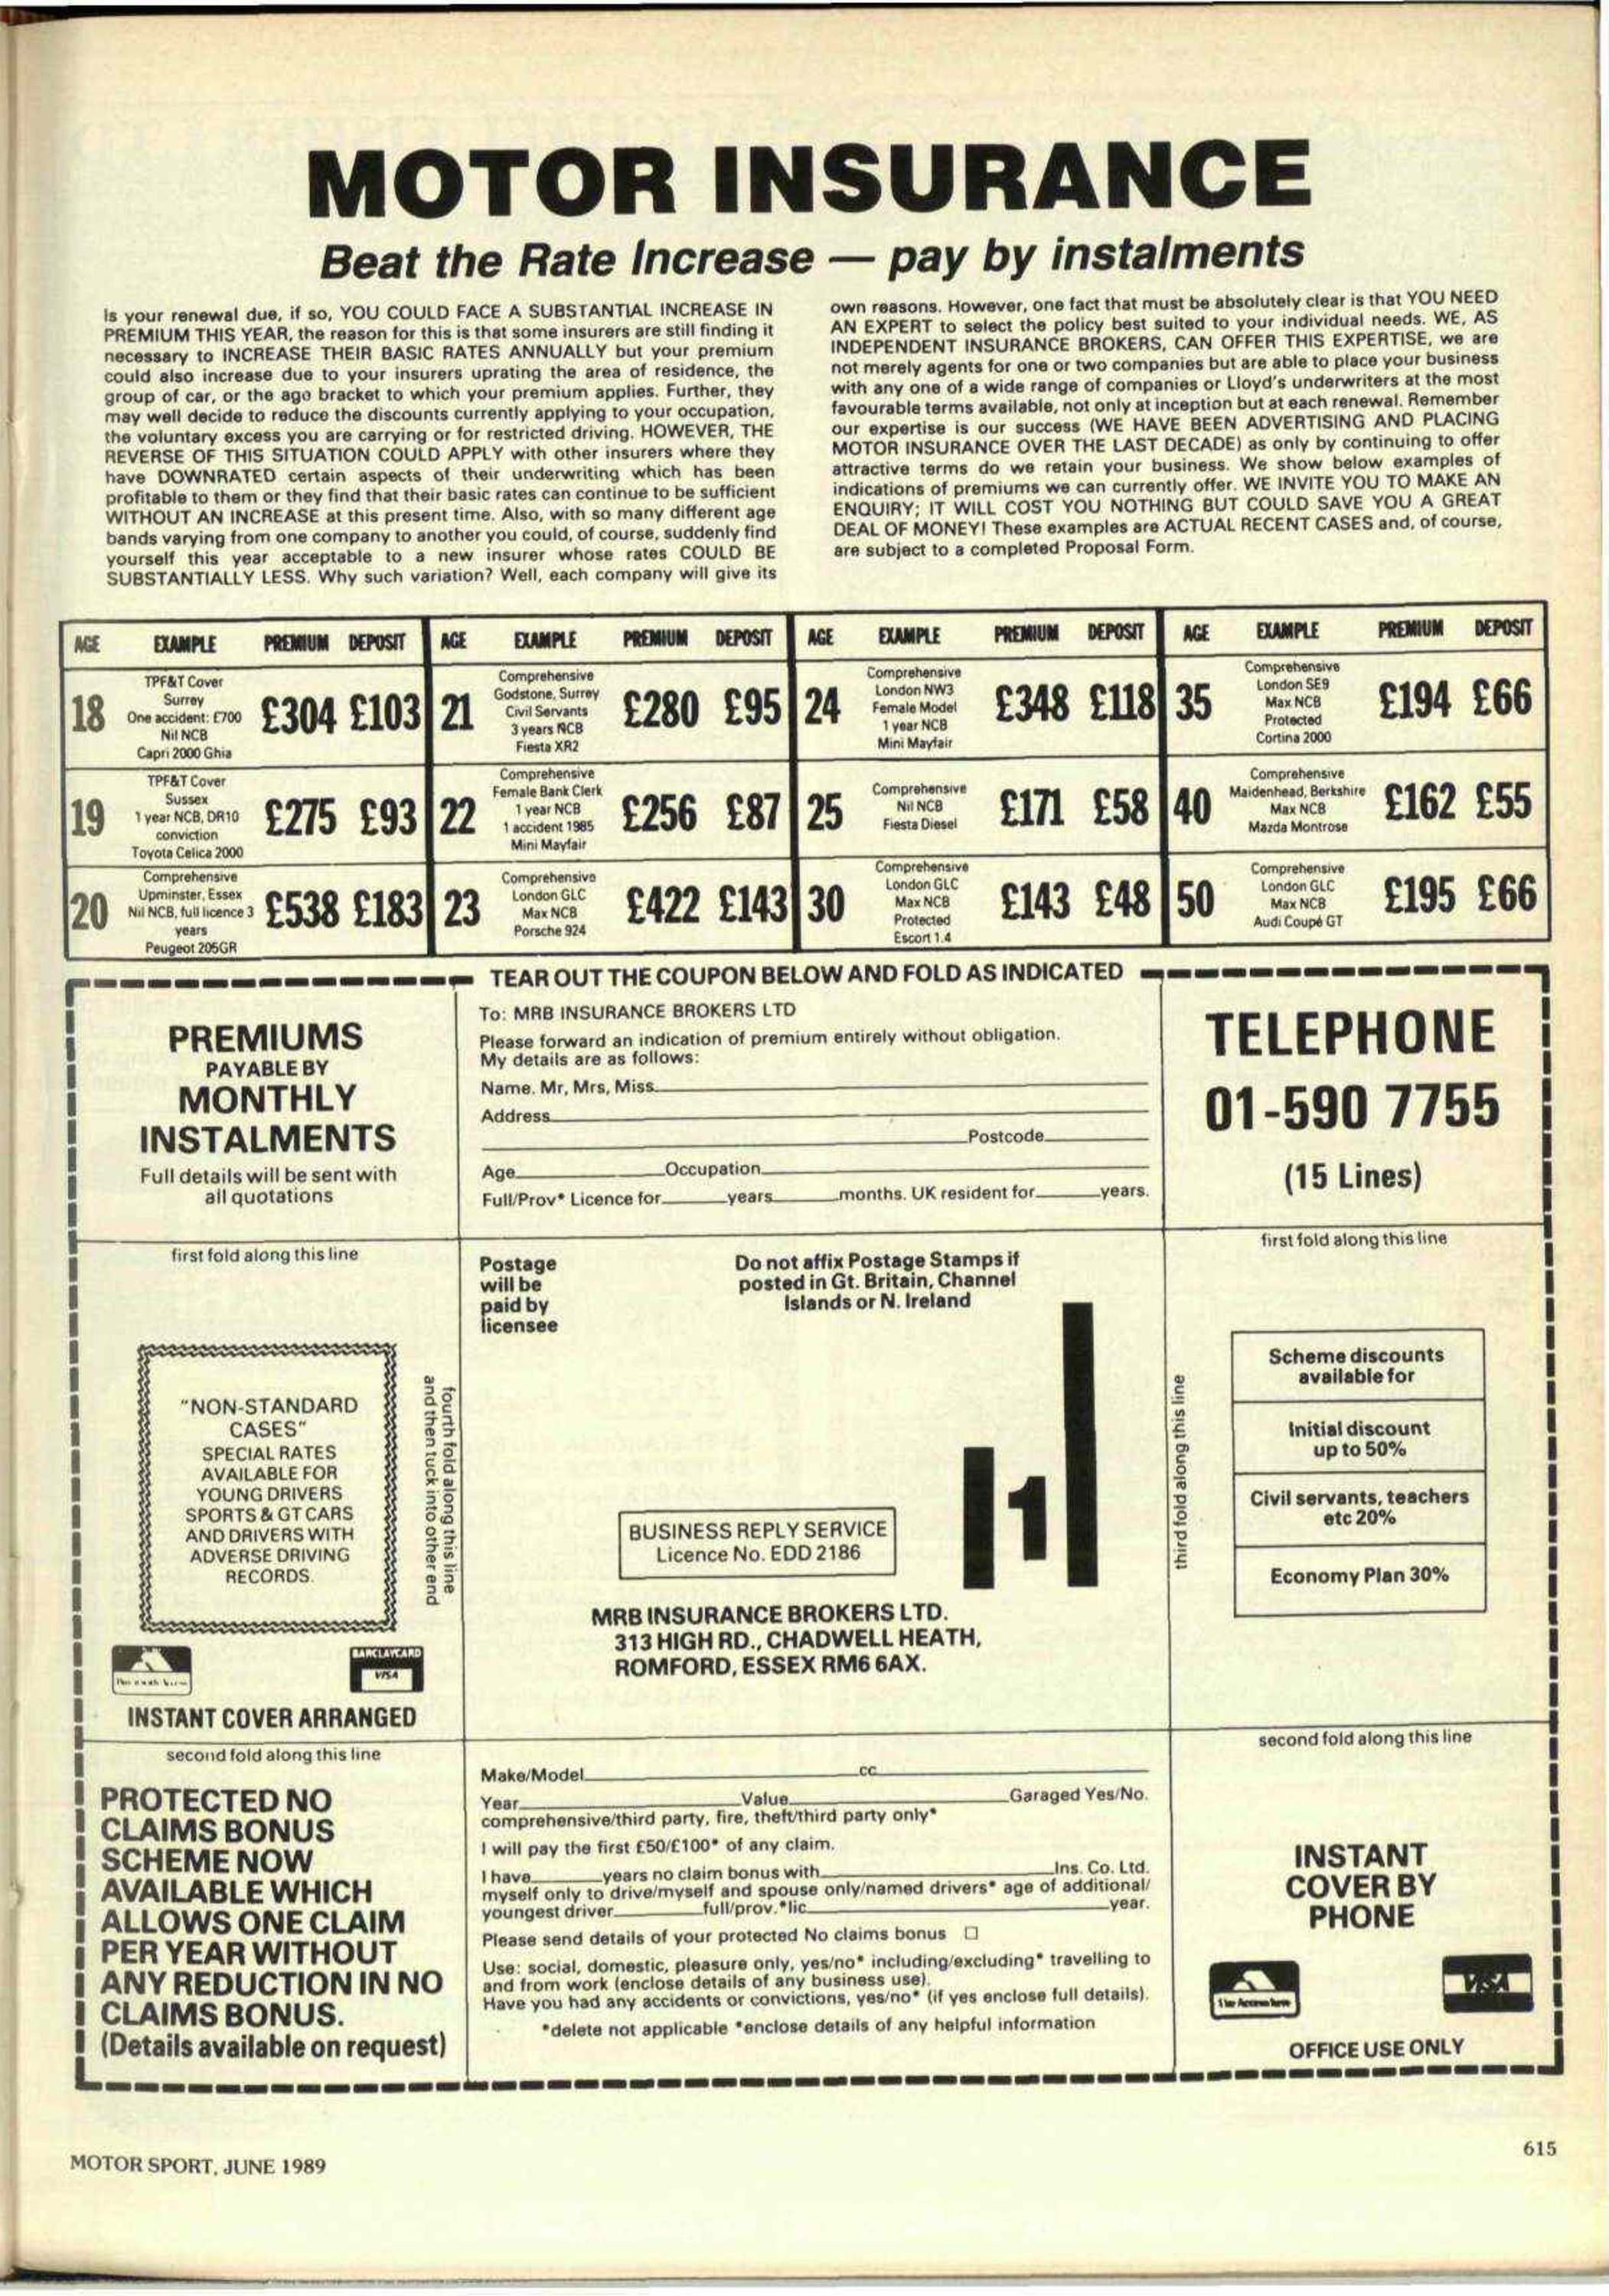 MOTOR INSURANCE
Beat the Rate Increase — pay by instalments
Is your renewal due, if so, YOU COULD FACE A SUBSTANTIAL INCREASE IN
PREMIUM THIS YEAR, the reason for this is that some insurers are still finding it
necessary to INCREASE THEIR BASIC RATES ANNUALLY but your premium
could also increase due to your insurers uprating the area of residence, the
group of car, or the age bracket to which your premium applies. Further, they
may well decide to reduce the discounts currently applying to your occupation,
the voluntary excess you are carrying or for restricted driving. HOWEVER, THE
REVERSE OF THIS SITUATION COULD APPLY with other insurers where they
have DOWNRATED certain aspects of their underwriting which has been
profitable to them or they find that their basic rates can continue to be sufficient
WITHOUT AN INCREASE at this present time. Also, with so many different age
bands varying from one company to another you could, of course, suddenly find
yourself this year acceptable to a new insurer whose rates COULD BE
SUBSTANTIALLY LESS. Why such variation? Well, each company will give its
own reasons. However, one fact that must be absolutely clear is that YOU NEED
AN EXPERT to select the policy best suited to your individual needs. WE, AS
INDEPENDENT INSURANCE BROKERS, CAN OFFER THIS EXPERTISE, we are
not merely agents for one or two companies but are able to place your business
with any one of a wide range of companies or Lloyd's underwriters at the most
favourable terms available, not only at inception but at each renewal. Remember
our expertise is our success (WE HAVE BEEN ADVERTISING AND PLACING
MOTOR INSURANCE OVER THE LAST DECADE) as only by continuing to offer
attractive terms do we retain your business. We show below examples of
indications of premiums we can currently offer. WE INVITE YOU TO MAKE AN
ENQUIRY; IT WILL COST YOU NOTHING BUT COULD SAVE YOU A GREAT
DEAL OF MONEY! These examples are ACTUAL RECENT CASES and, of course,
are subject to a completed Proposal Form.
AGE EXAMPLE PREMIUM DEPOSIT AGE EXAMPLE PREMIUM DEPOSIT AGE EXAMPLE PREMIUM DEPOSIT AGE EXAMPLE PREMIUM DEPOSIT
18
TPF&T Cover
Surrey
One accident: £700
Nil NCB
Capri 2000 Ghia
£304 £103
21
Comprehensive
Godstone, Surrey
Civil Servants
3 years NCB
Fiesta XR2
£280 £95
24
Comprehensive
London NW3
Female Model
1 year NCB
Mini Mayfair
£348 £118
35
Comprehensive
London SE9
Max NCB
Protected
Cortina 2000
£194 £66
19
TPF&T Cover
Sussex
1 year NCB, DR10
conviction
Toyota Celica 2000
£275 £93
22
Comprehensive
Female Bank Clerk
1 year NCB
1 accident 1985
Mini Mayfair
£256 £87
25
Comprehensive
Nil NCB
Fiesta Diesel
£171 £58
40
Comprehensive
Maidenhead, Berkshire
Max NCB
Mazda Montrose
£162 £55
20
Comprehensive
Upminster, Essex
Nil NCB, full licence 3
years
Peugeot 205GR
£538 £183
23
Comprehensive
London GLC
Max NCB
Porsche 924
£422 £143
30
Comprehensive
London GLC
Max NCB
Protected
Escort 1.4
£143 £48
50
Comprehensive
London GLC
Max NCB
Audi Coupé GT
£195 £66
TEAR OUT THE COUPON BELOW AND FOLD AS INDICATED
PREMIUMS
PAYABLE BY
MONTHLY
INSTALMENTS
Full details will be sent with
all quotations
To: MRB INSURANCE BROKERS LTD
Please forward an indication of premium entirely without obligation.
My details are as follows:
Name. Mr, Mrs, Miss
Address
Postcode
Age Occupation
Full/Prov* Licence for years months. UK resident for years.
TELEPHONE
01-590 7755
(15 Lines)
first fold along this line
first fold along this line
Postage
will be
paid by
licensee
Do not affix Postage Stamps if
posted in Gt. Britain, Channel
Islands or N. Ireland
"NON-STANDARD
CASES"
SPECIAL RATES
AVAILABLE FOR
YOUNG DRIVERS
SPORTS & GT CARS
AND DRIVERS WITH
ADVERSE DRIVING
RECORDS.
fourth fold along this line
and then tuck into other end
1
BUSINESS REPLY SERVICE
Licence No. EDD 2186
MRB INSURANCE BROKERS LTD.
313 HIGH RD., CHADWELL HEATH,
ROMFORD, ESSEX RM6 6AX.
third fold along this line
Scheme discounts
available for
Initial discount
up to 50%
Civil servants, teachers
etc 20%
Economy Plan 30%
BARCLAYCARD
VISA
INSTANT COVER ARRANGED
second fold along this line
second fold along this line
PROTECTED NO
CLAIMS BONUS
SCHEME NOW
AVAILABLE WHICH
ALLOWS ONE CLAIM
PER YEAR WITHOUT
ANY REDUCTION IN NO
CLAIMS BONUS.
(Details available on request)
Make/Model cc
Year Value Garaged Yes/No.
comprehensive/third party, fire, theft/third party only*
I will pay the first £50/£100* of any claim.
I have years no claim bonus with Ins. Co. Ltd.
myself only to drive/myself and spouse only/named drivers* age of additional/
youngest driver full/prov.*lic year.
Please send details of your protected No claims bonus ☐
Use: social, domestic, pleasure only, yes/no* including/excluding* travelling to
and from work (enclose details of any business use).
Have you had any accidents or convictions, yes/no* (if yes enclose full details).
*delete not applicable *enclose details of any helpful information
INSTANT
COVER BY
PHONE
VISA
OFFICE USE ONLY
MOTOR SPORT, JUNE 1989
615